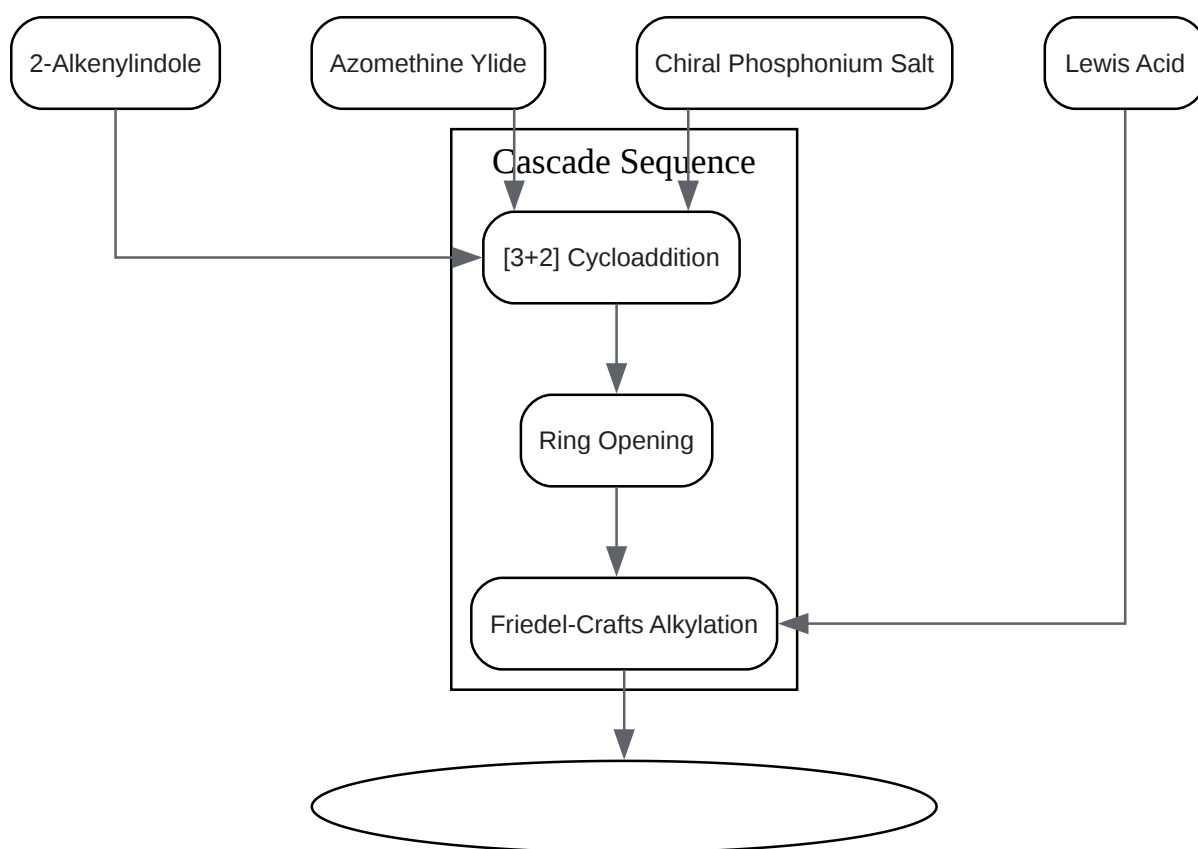 2-Alkenylindole
Azomethine Ylide
Chiral Phosphonium Salt
Lewis Acid
Cascade Sequence
[3+2] Cycloaddition
Ring Opening
Friedel-Crafts Alkylation